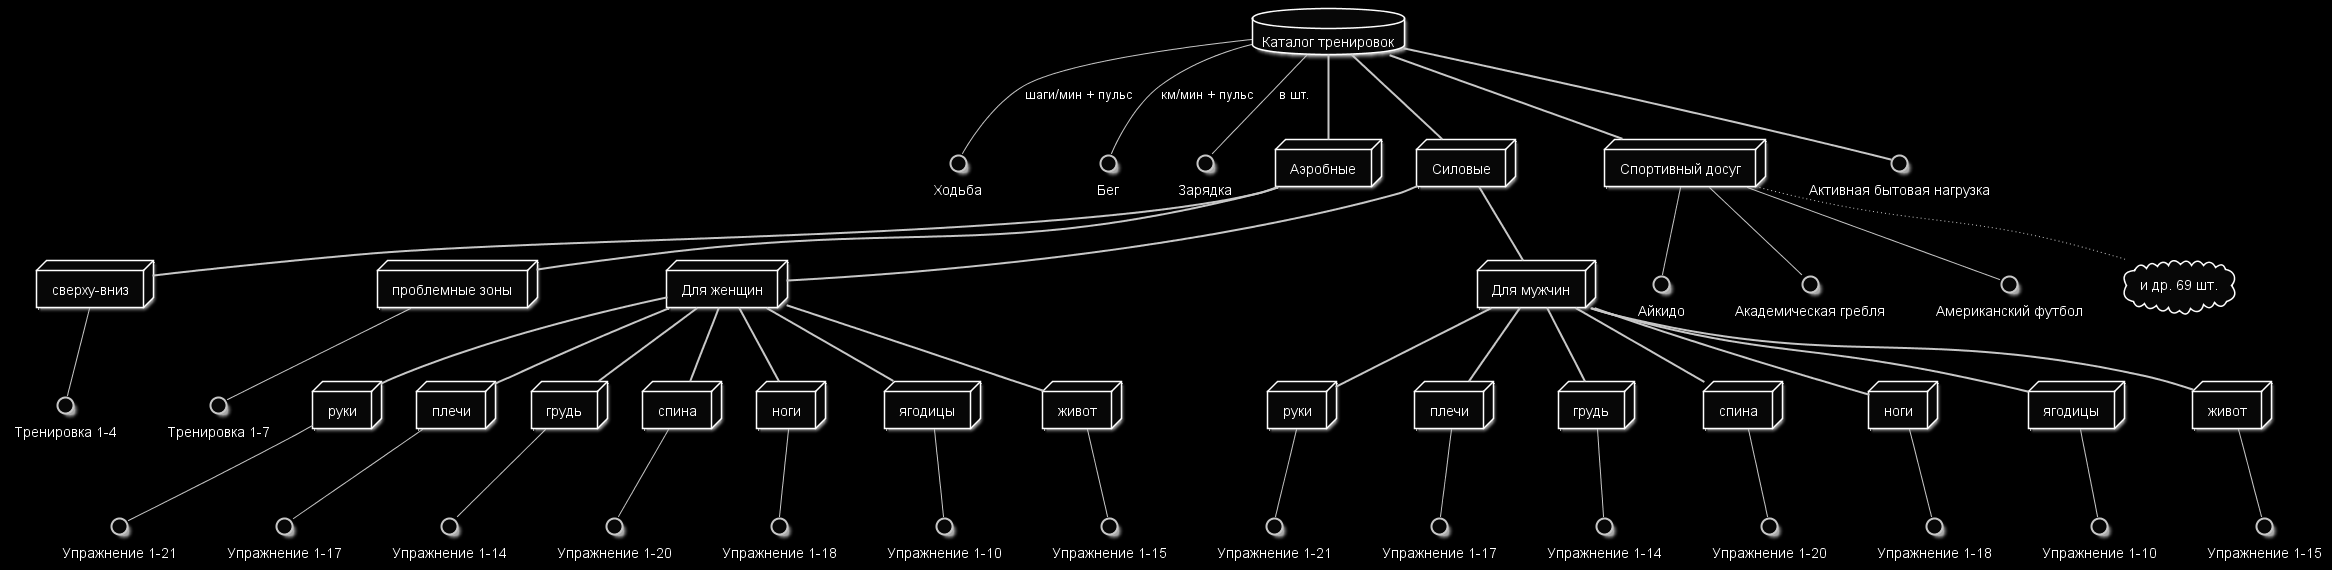 Каталог тренировок
шаги/мин + пульс
км/мин + пульс
в шт.
Ходьба
Бег
Зарядка
Аэробные
Силовые
Спортивный досуг
Активная бытовая нагрузка
сверху-вниз
проблемные зоны
Для женщин
Для мужчин
Айкидо
Академическая гребля
Американский футбол
и др. 69 шт.
Тренировка 1-4
Тренировка 1-7
руки
плечи
грудь
спина
ноги
ягодицы
живот
руки
плечи
грудь
спина
ноги
ягодицы
живот
Упражнение 1-21
Упражнение 1-17
Упражнение 1-14
Упражнение 1-20
Упражнение 1-18
Упражнение 1-10
Упражнение 1-15
Упражнение 1-21
Упражнение 1-17
Упражнение 1-14
Упражнение 1-20
Упражнение 1-18
Упражнение 1-10
Упражнение 1-15